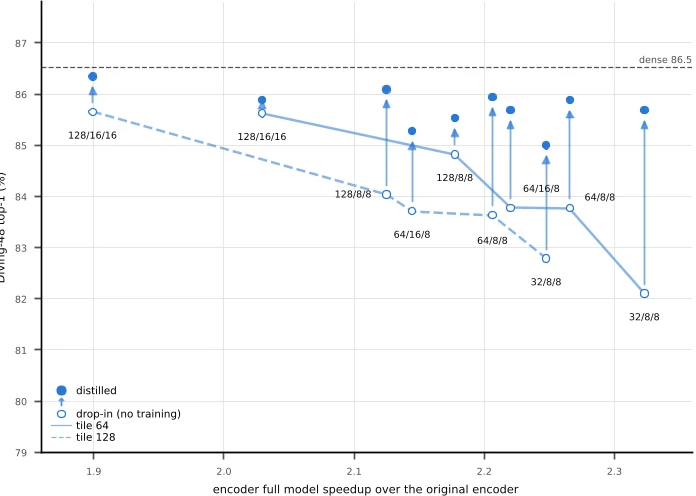 87
86
85
84
83
82
81
80
79
dense 86.5
128/16/16
128/16/16
128/8/8
128/8/8
64/16/8
64/8/8
64/16/8
64/8/8
32/8/8
32/8/8
distilled
drop-in (no training)
tile 64
tile 128
1.9 2.0 2.1 2.2 2.3
encoder full model speedup over the original encoder
top-1 (%)